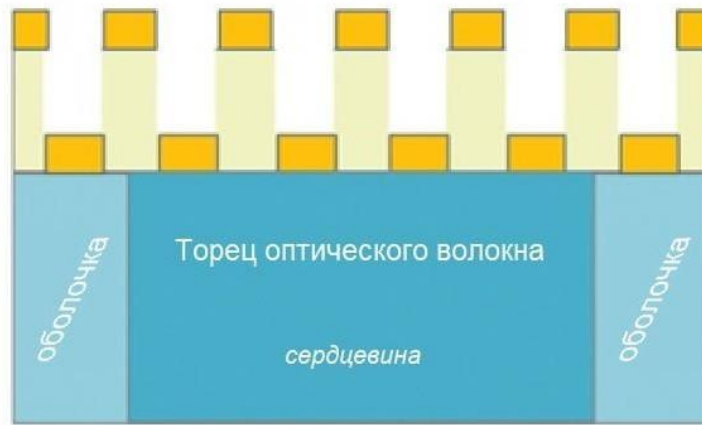 Торец оптического волокна
оболочка
сердцевина
оболочка